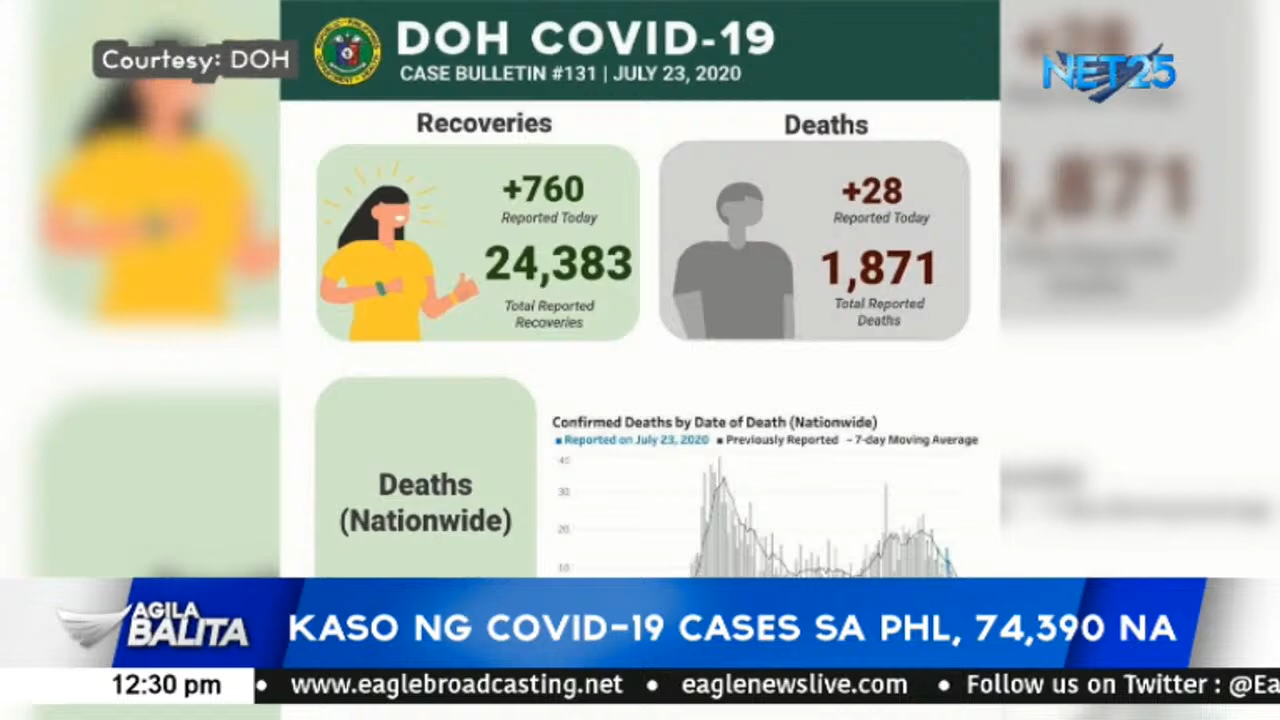 Courtesy: DOH
DOH COVID-19
CASE BULLETIN #131 | JULY 23, 2020
NET25
Recoveries
+760
Reported Today
24,383
Total Reported
Recoveries
Deaths
+28
Reported Today
1,871
Total Reported
Deaths
Deaths
(Nationwide)
Confirmed Deaths by Date of Death (Nationwide)
Reported on July 23, 2020 Previously Reported – 7-day Moving Average
40
30
20
10
AGILA
BALITA
KASO NG COVID-19 CASES SA PHL, 74,390 NA
12:30 pm • www.eaglebroadcasting.net • eaglenewslive.com • Follow us on Twitter : @Ea